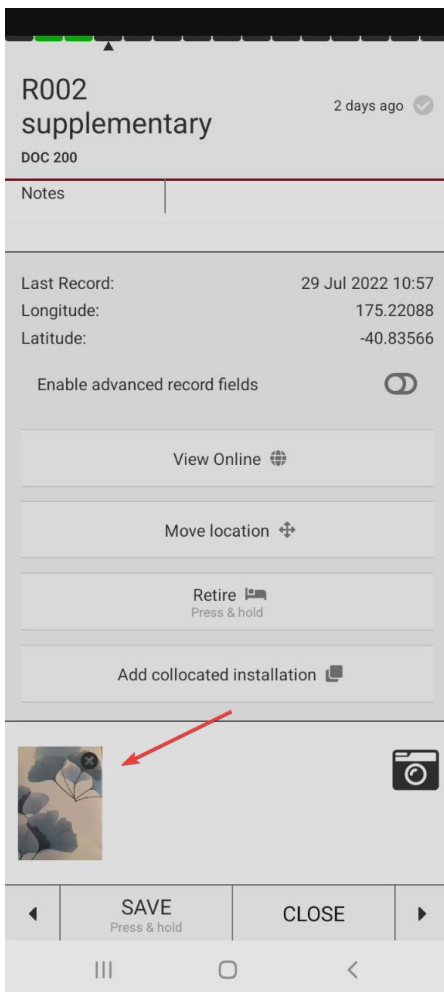 R002
supplementary
2 days ago
DOC 200
Notes
Last Record: 29 Jul 2022 10:57
Longitude: 175.22088
Latitude: -40.83566
Enable advanced record fields
View Online
Move location
Retire
Press & hold
Add collocated installation
SAVE
Press & hold
CLOSE